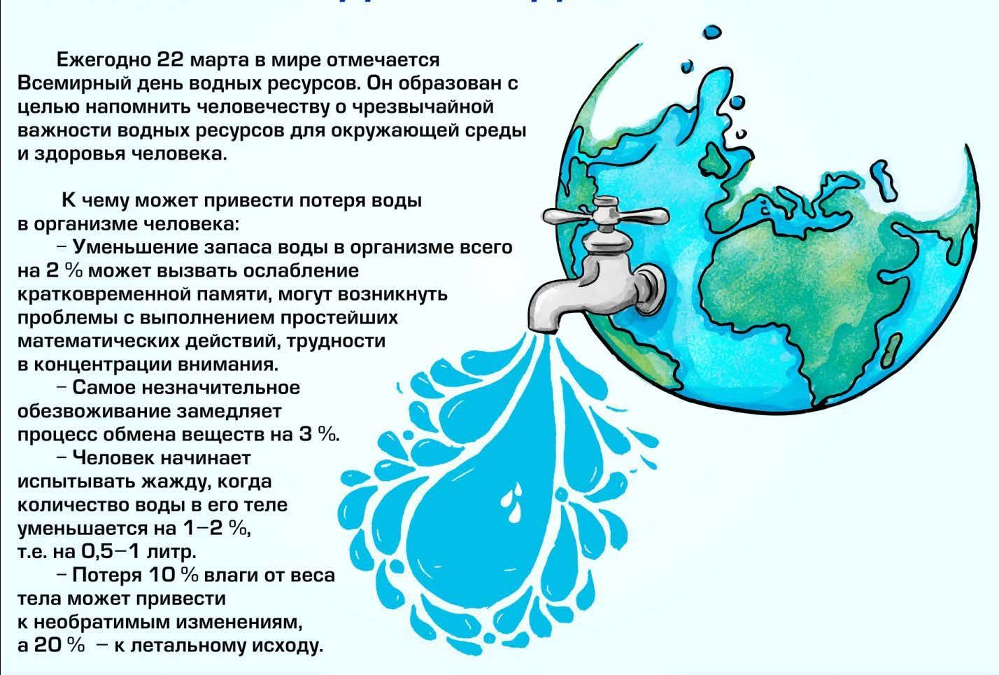 Ежегодно 22 марта в мире отмечается
Всемирный день водных ресурсов. Он образован с
целью напомнить человечеству о чрезвычайной
важности водных ресурсов для окружающей среды
и здоровья человека.
К чему может привести потеря воды
в организме человека:
– Уменьшение запаса воды в организме всего
на 2 % может вызвать ослабление
кратковременной памяти, могут возникнуть
проблемы с выполнением простейших
математических действий, трудности
в концентрации внимания.
– Самое незначительное
обезвоживание замедляет
процесс обмена веществ на 3 %.
– Человек начинает
испытывать жажду, когда
количество воды в его теле
уменьшается на 1–2 %,
т.е. на 0,5–1 литр.
– Потеря 10 % влаги от веса
тела может привести
к необратимым изменениям,
а 20 % – к летальному исходу.